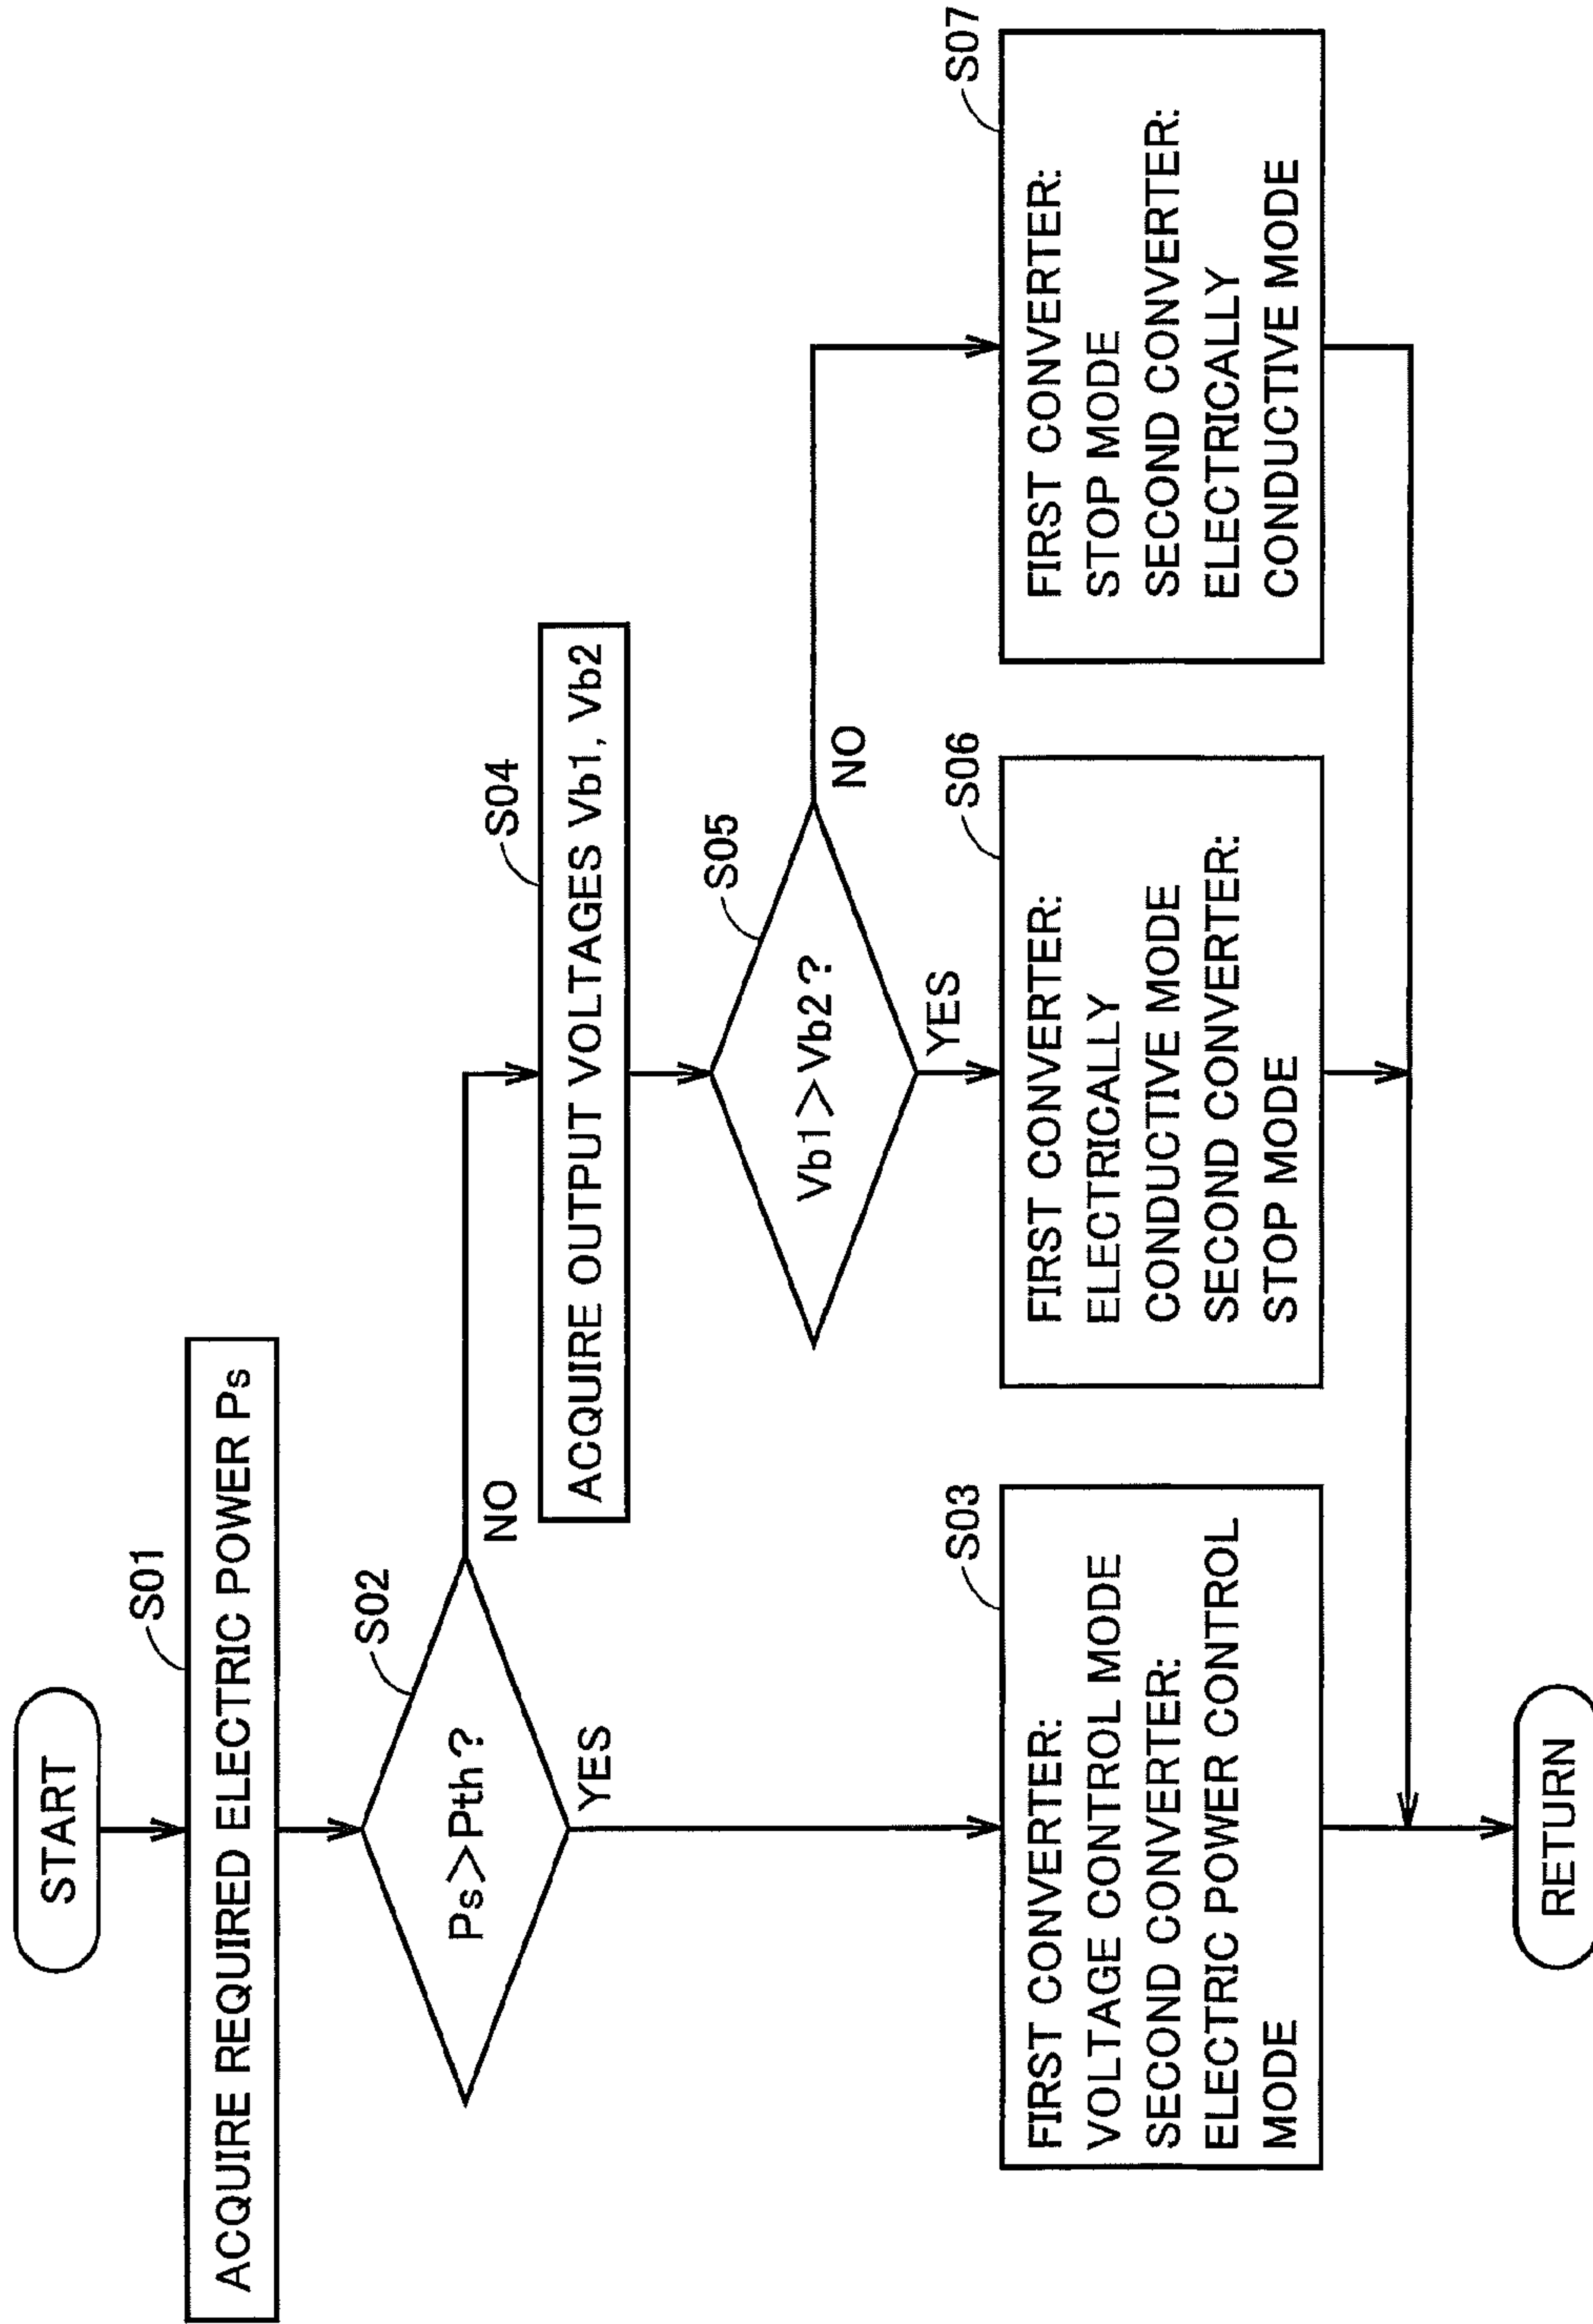 START
S01
ACQUIRE REQUIRED ELECTRIC POWER Ps
S02
Ps>Pth?
NO
YES
S04
ACQUIRE OUTPUT VOLTAGES Vb1, Vb2
S05
Vb1>Vb2?
NO
YES
S03
FIRST CONVERTER:
VOLTAGE CONTROL MODE
SECOND CONVERTER:
ELECTRIC POWER CONTROL
MODE
S06
FIRST CONVERTER:
ELECTRICALLY
CONDUCTIVE MODE
SECOND CONVERTER:
STOP MODE
S07
FIRST CONVERTER:
STOP MODE
SECOND CONVERTER:
ELECTRICALLY
CONDUCTIVE MODE
RETURN